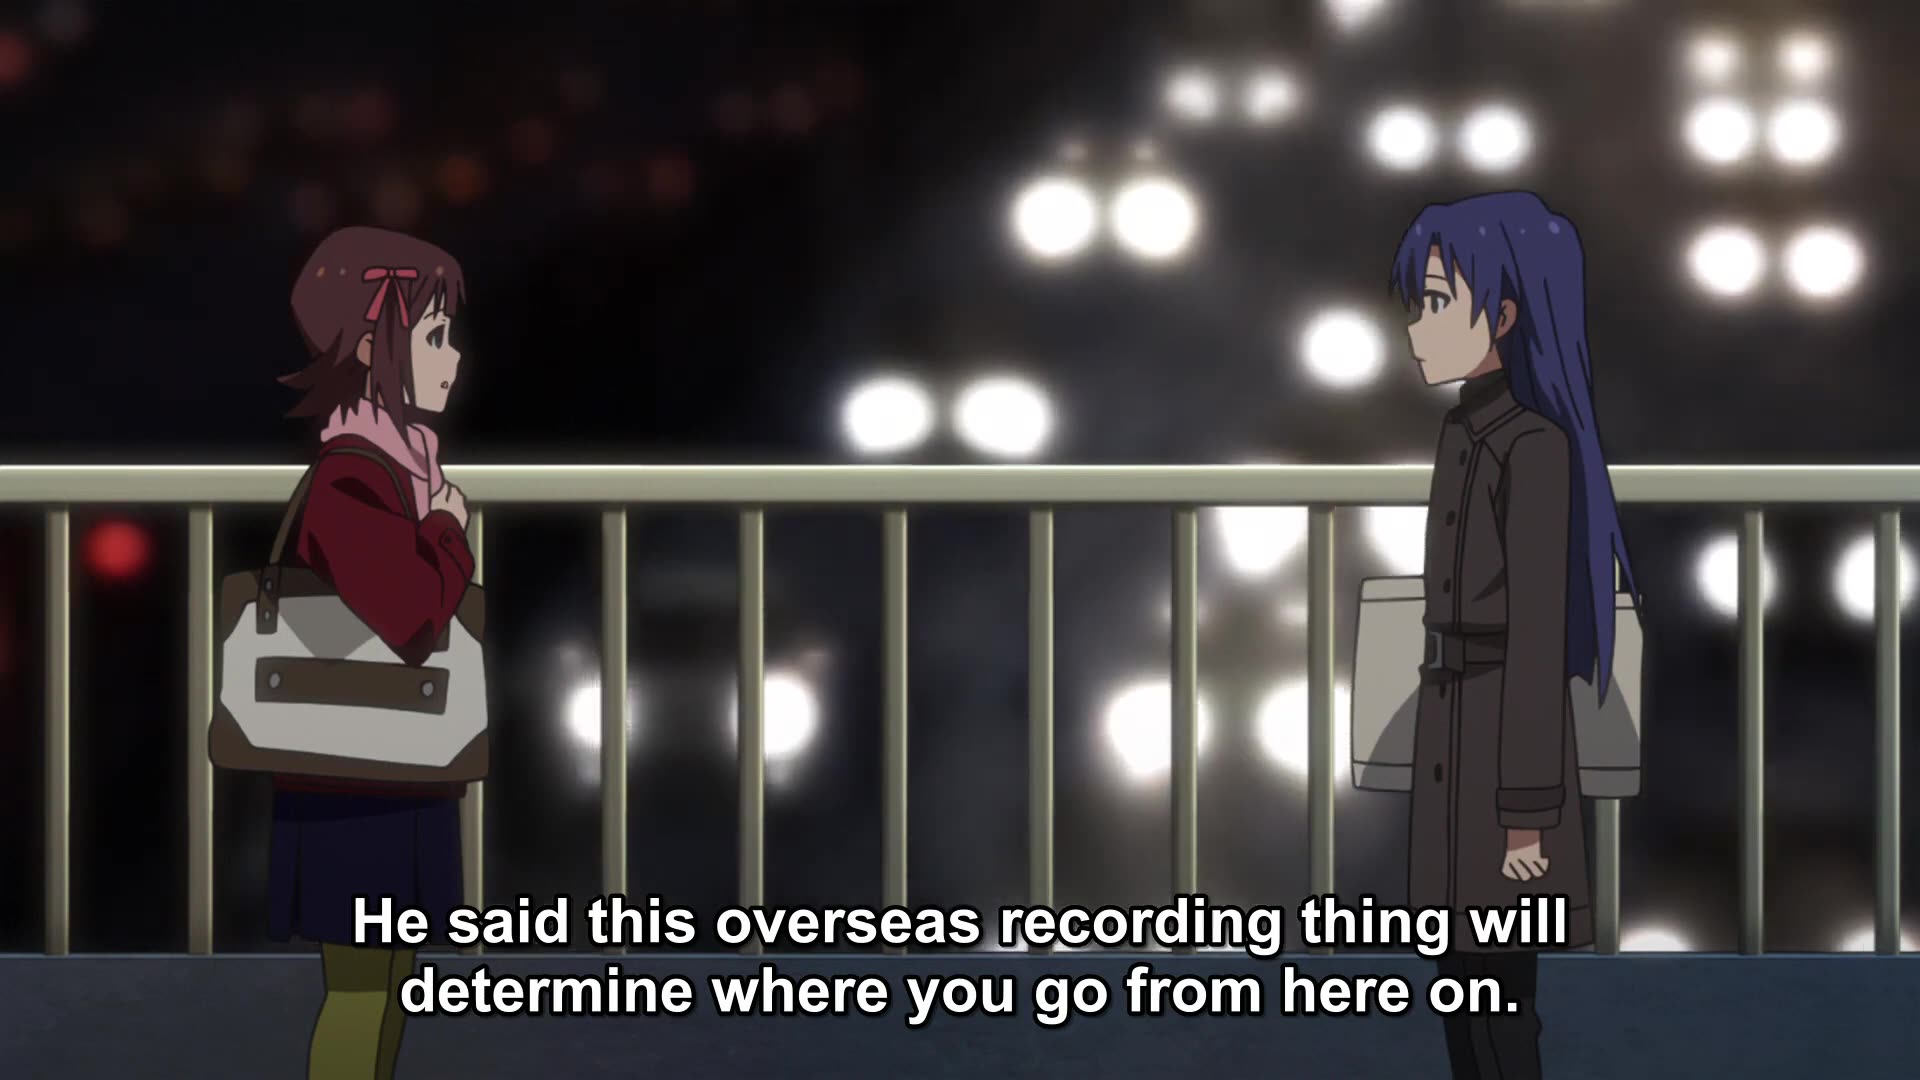 He said this overseas recording thing will
determine where you go from here on.